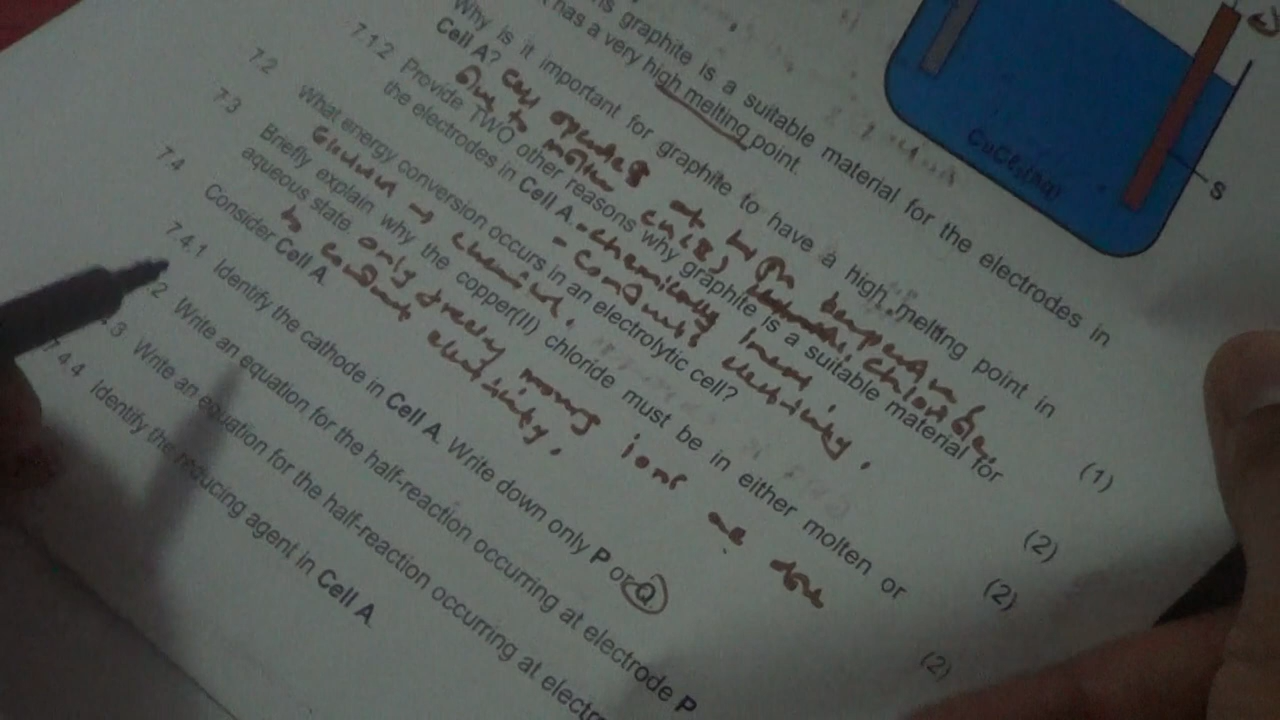 ns graphite is a suitable material for the electrodes in
has a very high melting point.
Why is it important for graphite to have a high melting point in
Cell A? Cell operates at high temperature (1)
Due to molten chloride.
7.1.2 Provide TWO other reasons why graphite is a suitable material for
the electrodes in Cell A. - chemically inert (2)
- conducts electricity.
7.2 What energy conversion occurs in an electrolytic cell? (2)
→ chemical.
7.3 Briefly explain why the copper(II) chloride must be in either molten or
aqueous state. only freely moving ions are able (2)
to conduct electricity.
7.4 Consider Cell A.
7.4.1 Identify the cathode in Cell A. Write down only P or Q
2 Write an equation for the half-reaction occurring at electrode P
.3 Write an equation for the half-reaction occurring at electro
4.4 Identify the reducing agent in Cell A.
CuCl₂(aq)
S